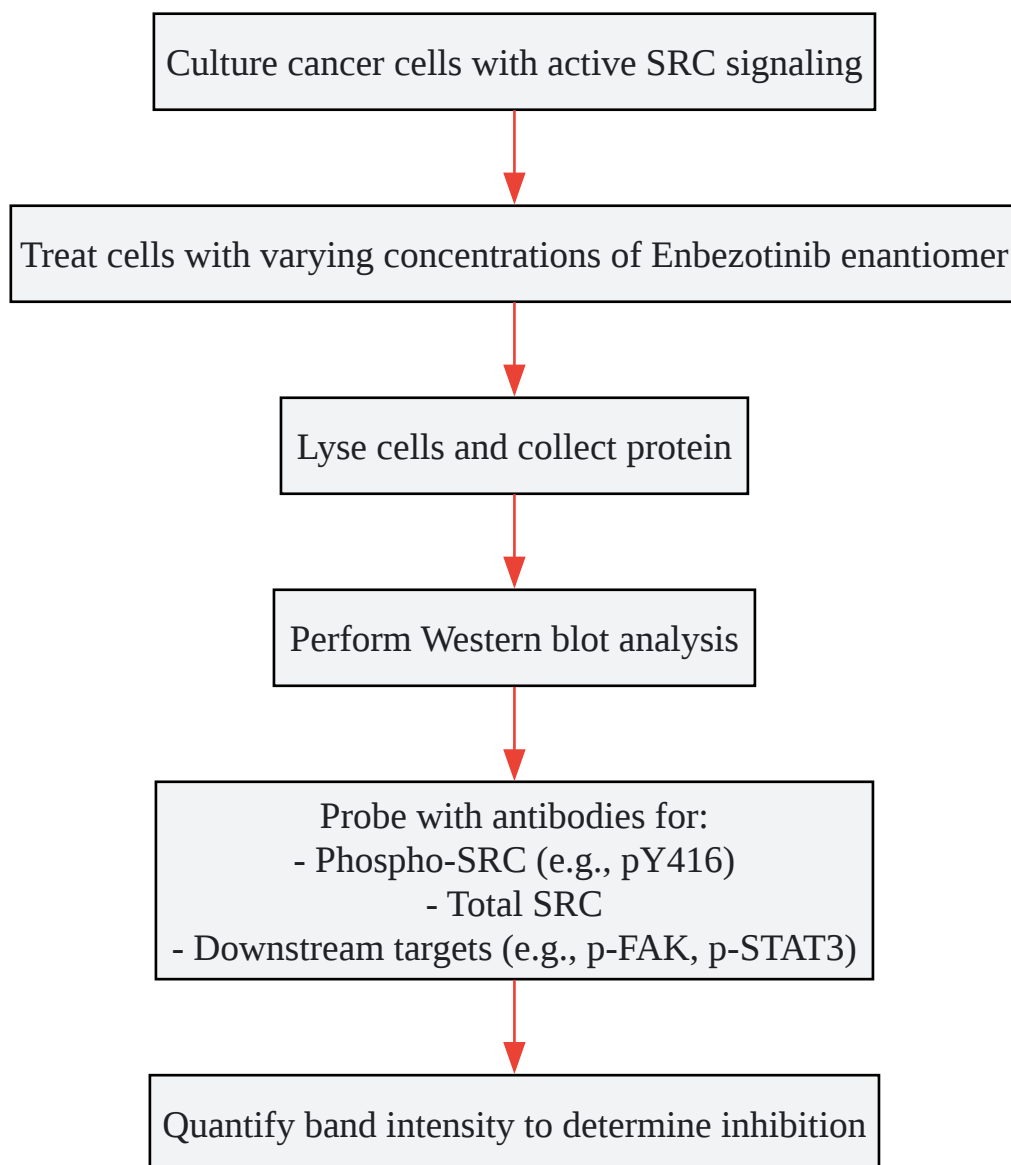 Culture cancer cells with active SRC signaling
Treat cells with varying concentrations of Enbezotinib enantiomer
Lyse cells and collect protein
Perform Western blot analysis
Probe with antibodies for:
- Phospho-SRC (e.g., pY416)
- Total SRC
- Downstream targets (e.g., p-FAK, p-STAT3)
Quantify band intensity to determine inhibition